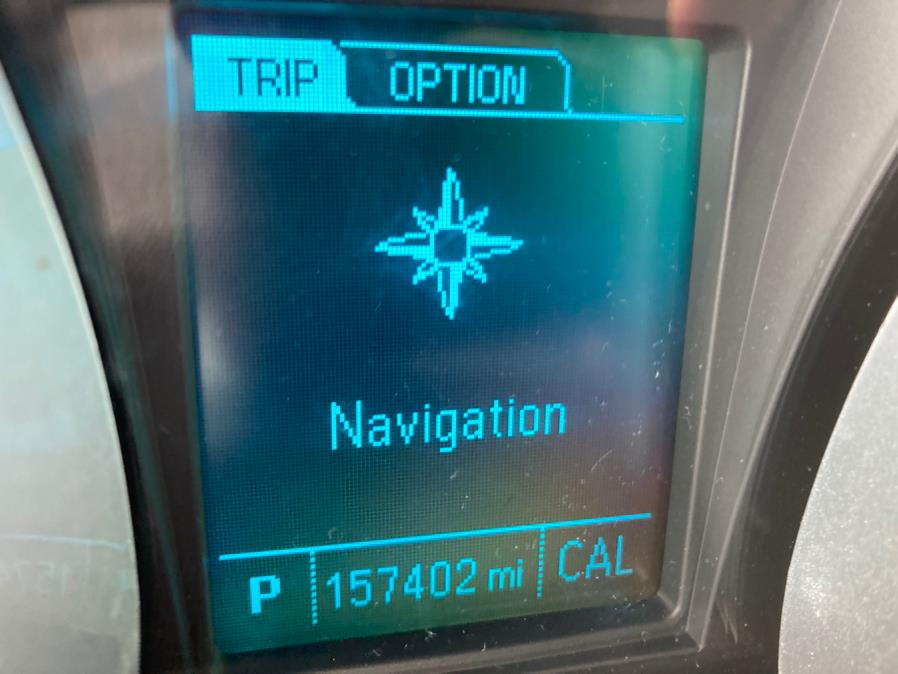 TRIP OPTION
Navigation
P 157402 mi CAL